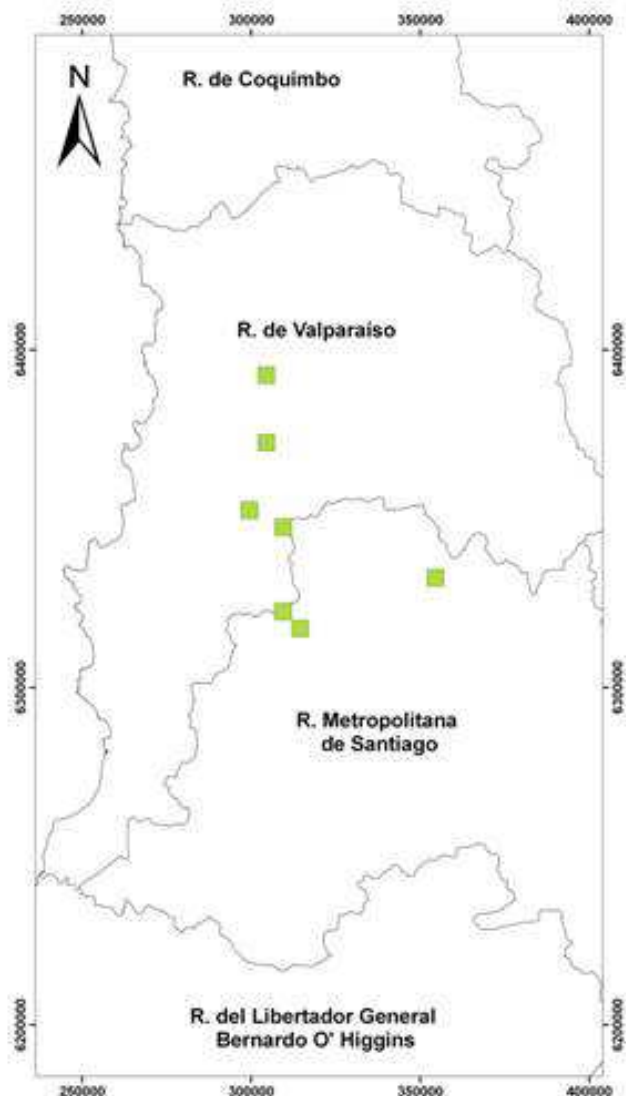 250000 300000 350000 400000
N
R. de Coquimbo
R. de Valparaíso
6400000 6400000
6300000 6300000
R. Metropolitana
de Santiago
R. del Libertador General
Bernardo O' Higgins
6200000 6200000
250000 300000 350000 400000